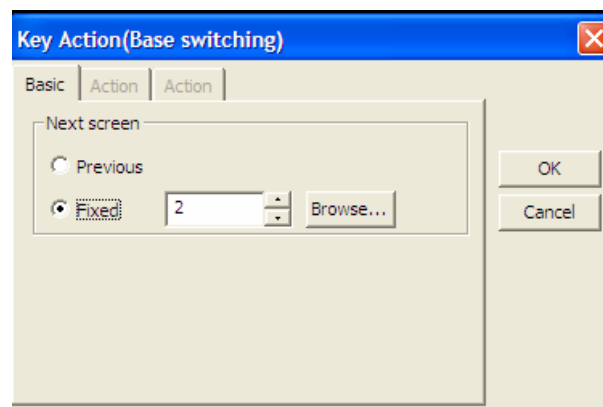 Key Action(Base switching)
Basic Action Action
Next screen
Previous
OK
Fixed 2 Browse...
Cancel